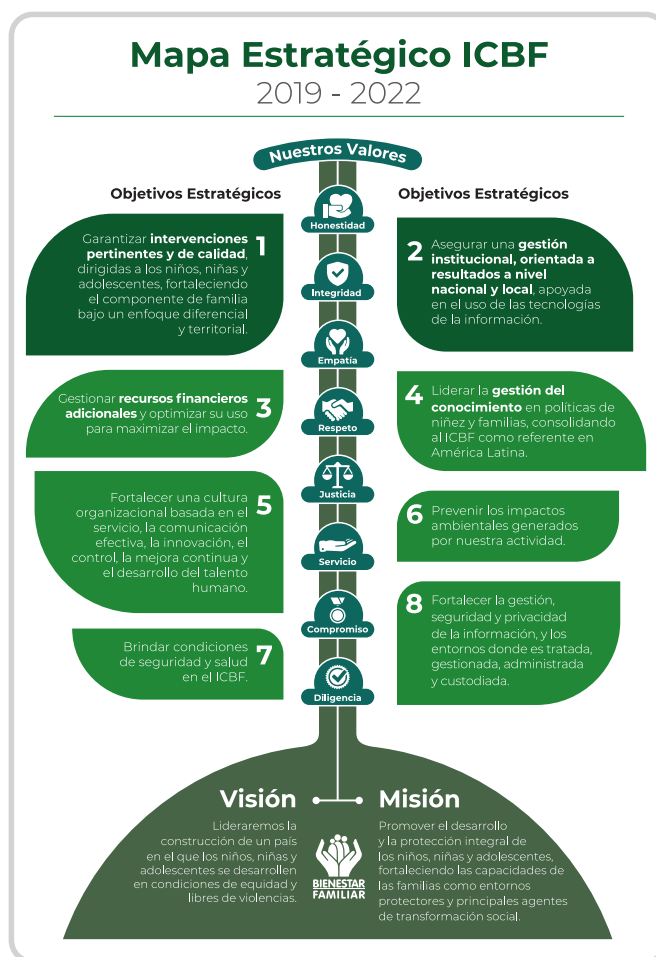 Mapa Estratégico ICBF
2019 - 2022
Nuestros Valores
Objetivos Estratégicos
Objetivos Estratégicos
Honestidad
Integridad
Empatía
Respeto
Justicia
Servicio
Compromiso
Diligencia
1
Garantizar intervenciones
pertinentes y de calidad,
dirigidas a los niños, niñas y
adolescentes, fortaleciendo
el componente de familia
bajo un enfoque diferencial
y territorial.
2
Asegurar una gestión
institucional, orientada a
resultados a nivel
nacional y local, apoyada
en el uso de las tecnologías
de la información.
3
Gestionar recursos financieros
adicionales y optimizar su uso
para maximizar el impacto.
4
Liderar la gestión del
conocimiento en políticas de
niñez y familias, consolidando
al ICBF como referente en
América Latina.
5
Fortalecer una cultura
organizacional basada en el
servicio, la comunicación
efectiva, la innovación, el
control, la mejora continua y
el desarrollo del talento
humano.
6
Prevenir los impactos
ambientales generados
por nuestra actividad.
7
Brindar condiciones
de seguridad y salud
en el ICBF.
8
Fortalecer la gestión,
seguridad y privacidad
de la información, y los
entornos donde es tratada,
gestionada, administrada
y custodiada.
Visión
Lideraremos la
construcción de un país
en el que los niños, niñas y
adolescentes se desarrollen
en condiciones de equidad y
libres de violencias.
BIENESTAR
FAMILIAR
Misión
Promover el desarrollo
y la protección integral de
los niños, niñas y adolescentes,
fortaleciendo las capacidades de
las familias como entornos
protectores y principales agentes
de transformación social.